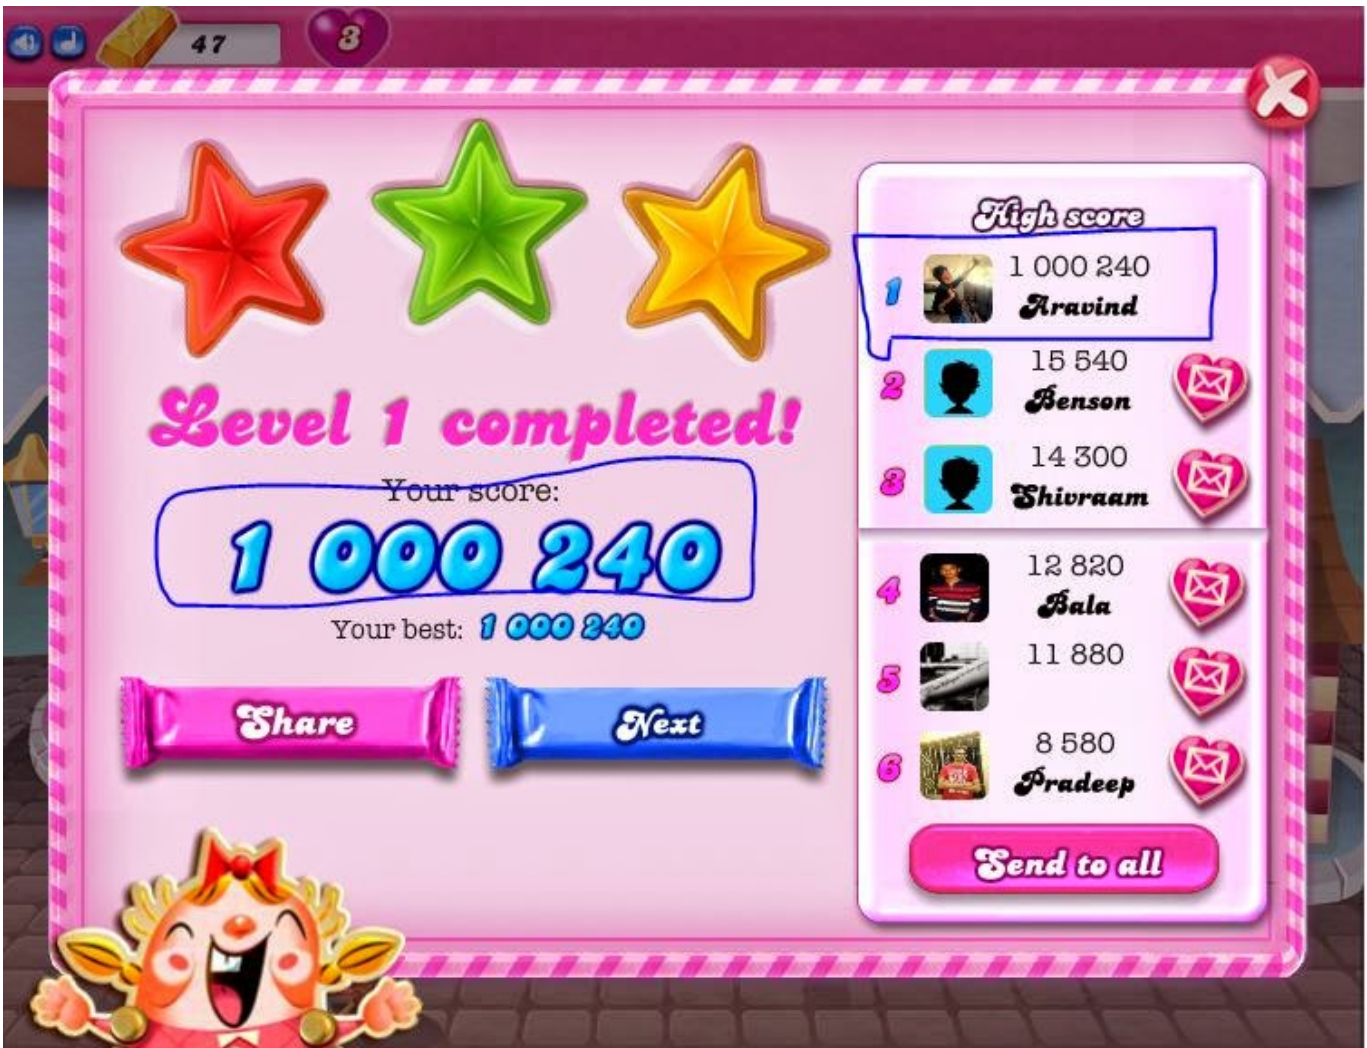 47
3
Level 1 completed!
Your score:
1 000 240
Your best: 1 000 240
Share
Next
High score
1
1 000 240
Aravind
2
15 540
Benson
3
14 300
Shivraam
4
12 820
Bala
5
11 880
6
8 580
Pradeep
Send to all